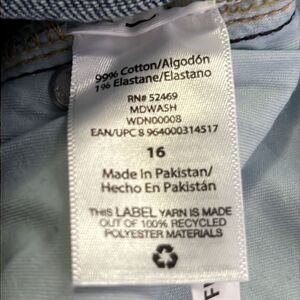 99% Cotton/Algodón
1% Elastane/Elastano
RN# 52469
MDWASH
WDN00008
EAN/UPC 8 964000314517
16
Made In Pakistan/
Hecho En Pakistán
THIS LABEL YARN IS MADE
OUT OF 100% RECYCLED
POLYESTER MATERIALS